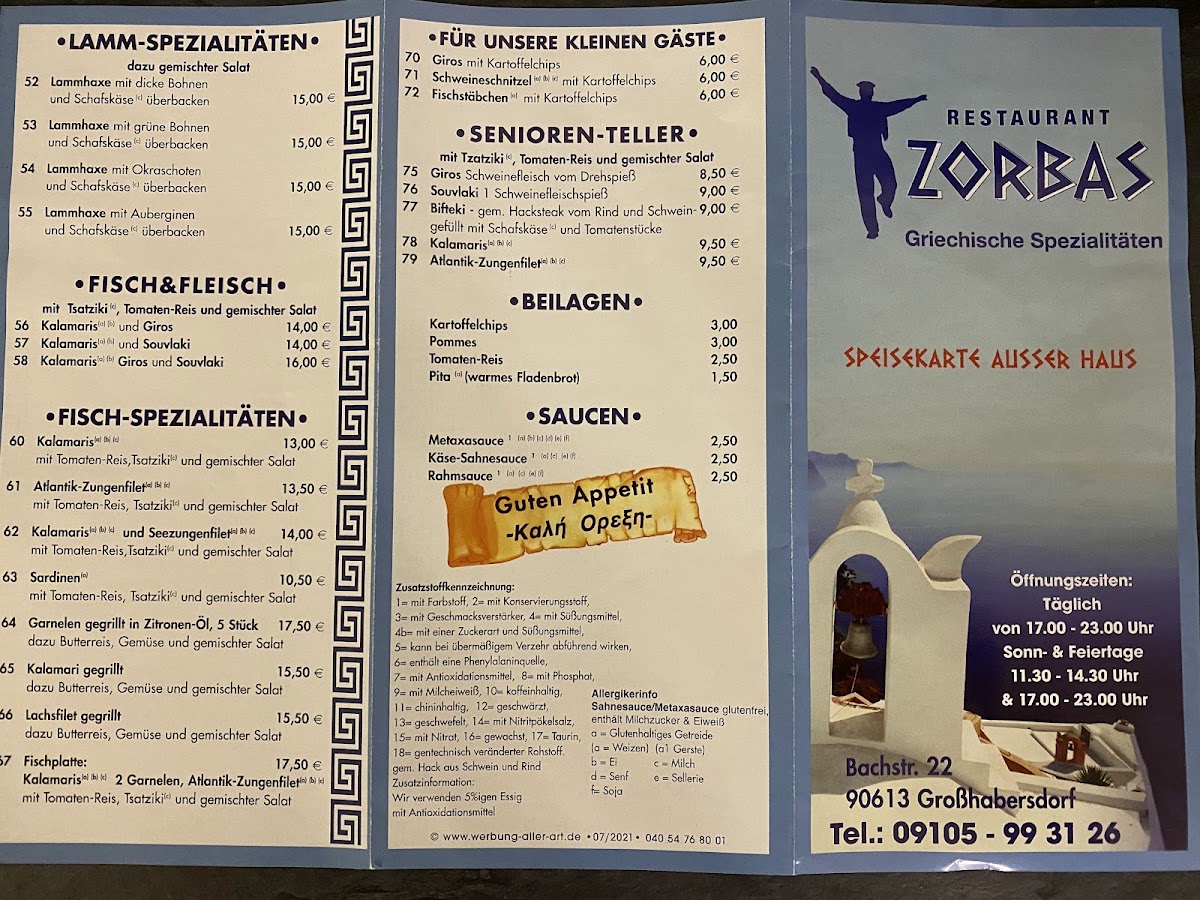 •LAMM-SPEZIALITÄTEN•
dazu gemischter Salat
52 Lammhaxe mit dicke Bohnen
und Schafskäse (c) überbacken 15,00 €
53 Lammhaxe mit grüne Bohnen
und Schafskäse (c) überbacken 15,00 €
54 Lammhaxe mit Okraschoten
und Schafskäse (c) überbacken 15,00 €
55 Lammhaxe mit Auberginen
und Schafskäse (c) überbacken 15,00 €
•FISCH&FLEISCH•
mit Tsatziki (c), Tomaten-Reis und gemischter Salat
56 Kalamaris(a) (b) und Giros 14,00 €
57 Kalamaris(a) (b) und Souvlaki 14,00 €
58 Kalamaris(a) (b) Giros und Souvlaki 16,00 €
•FISCH-SPEZIALITÄTEN•
60 Kalamaris(a) (b) (c) 13,00 €
mit Tomaten-Reis,Tsatziki(c) und gemischter Salat
61 Atlantik-Zungenfilet(a) (b) (c) 13,50 €
mit Tomaten-Reis, Tsatziki(c) und gemischter Salat
62 Kalamaris(a) (b) (c) und Seezungenfilet(a) (b) (c) 14,00 €
mit Tomaten-Reis,Tsatziki(c) und gemischter Salat
63 Sardinen(a) 10,50 €
mit Tomaten-Reis, Tsatziki(c) und gemischter Salat
64 Garnelen gegrillt in Zitronen-Öl, 5 Stück 17,50 €
dazu Butterreis, Gemüse und gemischter Salat
65 Kalamari gegrillt 15,50 €
dazu Butterreis, Gemüse und gemischter Salat
66 Lachsfilet gegrillt 15,50 €
dazu Butterreis, Gemüse und gemischter Salat
67 Fischplatte: 17,50 €
Kalamaris(a) (b) (c) 2 Garnelen, Atlantik-Zungenfilet(a) (b) (c)
mit Tomaten-Reis, Tsatziki(c) und gemischter Salat
•FÜR UNSERE KLEINEN GÄSTE•
70 Giros mit Kartoffelchips 6,00 €
71 Schweineschnitzel (a) (b) (c) mit Kartoffelchips 6,00 €
72 Fischstäbchen (a) mit Kartoffelchips 6,00 €
•SENIOREN-TELLER•
mit Tzatziki (c), Tomaten-Reis und gemischter Salat
75 Giros Schweinefleisch vom Drehspieß 8,50 €
76 Souvlaki 1 Schweinefleischspieß 9,00 €
77 Bifteki - gem. Hacksteak vom Rind und Schwein- 9,00 €
gefüllt mit Schafskäse (c) und Tomatenstücke
78 Kalamaris(a) (b) (c) 9,50 €
79 Atlantik-Zungenfilet(a) (b) (c) 9,50 €
•BEILAGEN•
Kartoffelchips 3,00
Pommes 3,00
Tomaten-Reis 2,50
Pita (a) (warmes Fladenbrot) 1,50
•SAUCEN•
Metaxasauce 1 (a) (b) (c) (d) (e) (f) 2,50
Käse-Sahnesauce 1 (a) (c) (e) (f) 2,50
Rahmsauce 1 (a) (c) (e) (f) 2,50
Guten Appetit
-Καλή Ορεξη-
Zusatzstoffkennzeichnung:
1= mit Farbstoff, 2= mit Konservierungsstoff,
3= mit Geschmacksverstärker, 4= mit Süßungsmittel,
4b= mit einer Zuckerart und Süßungsmittel,
5= kann bei übermäßigem Verzehr abführend wirken,
6= enthält eine Phenylalaninquelle,
7= mit Antioxidationsmittel, 8= mit Phosphat,
9= mit Milcheiweiß, 10= koffeinhaltig,
11= chininhaltig, 12= geschwärzt,
13= geschwefelt, 14= mit Nitritpökelsalz,
15= mit Nitrat, 16= gewachst, 17= Taurin,
18= gentechnisch veränderter Rohstoff.
gem. Hack aus Schwein und Rind
Zusatzinformation:
Wir verwenden 5%igen Essig
mit Antioxidationsmittel
Allergikerinfo
Sahnesauce/Metaxasauce glutenfrei,
enthält Milchzucker & Eiweiß
a = Glutenhaltiges Getreide
(a = Weizen) (a1 Gerste)
b = Ei c = Milch
d = Senf e = Sellerie
f= Soja
© www.werbung-aller-art.de • 07/2021 • 040 54 76 80 01
RESTAURANT
ZORBAS
Griechische Spezialitäten
SPEISEKARTE AUSSER HAUS
Öffnungszeiten:
Täglich
von 17.00 - 23.00 Uhr
Sonn- & Feiertage
11.30 - 14.30 Uhr
& 17.00 - 23.00 Uhr
Bachstr. 22
90613 Großhabersdorf
Tel.: 09105 - 99 31 26